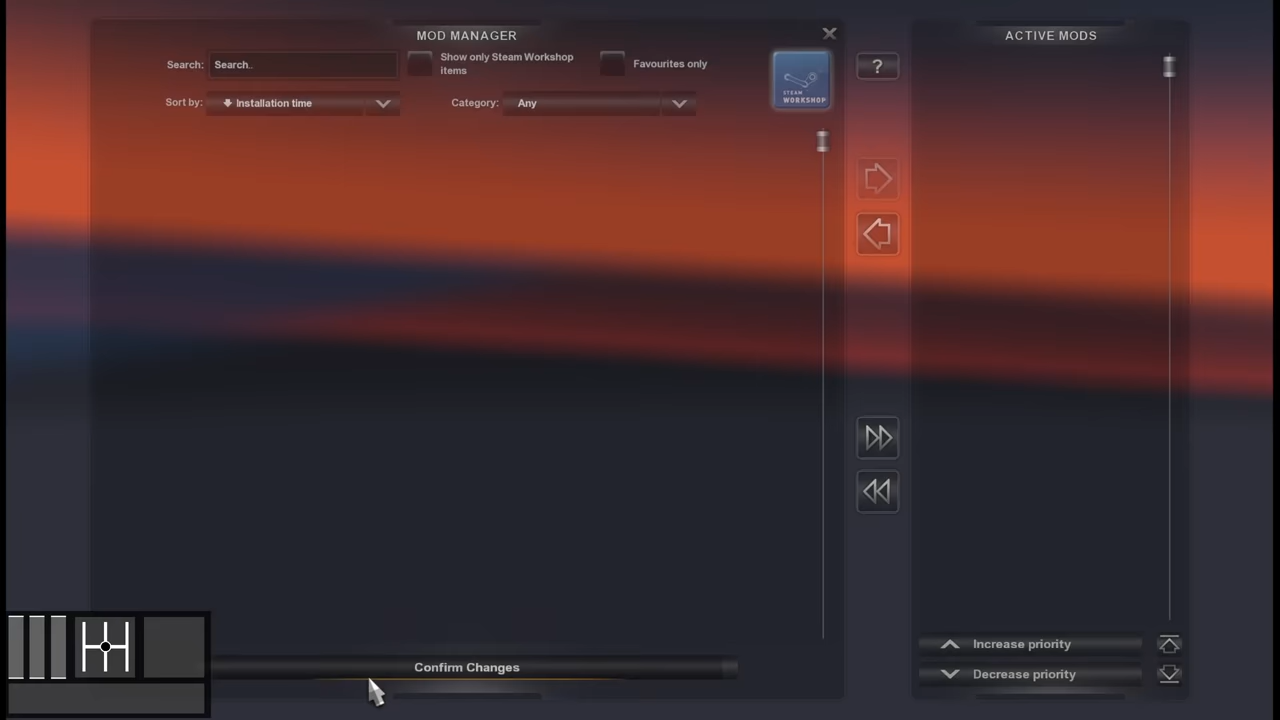 MOD MANAGER
ACTIVE MODS
Search:
Search..
Show only Steam Workshop
items
Favourites only
STEAM
WORKSHOP
?
Sort by:
Installation time
Category:
Any
Confirm Changes
Increase priority
Decrease priority